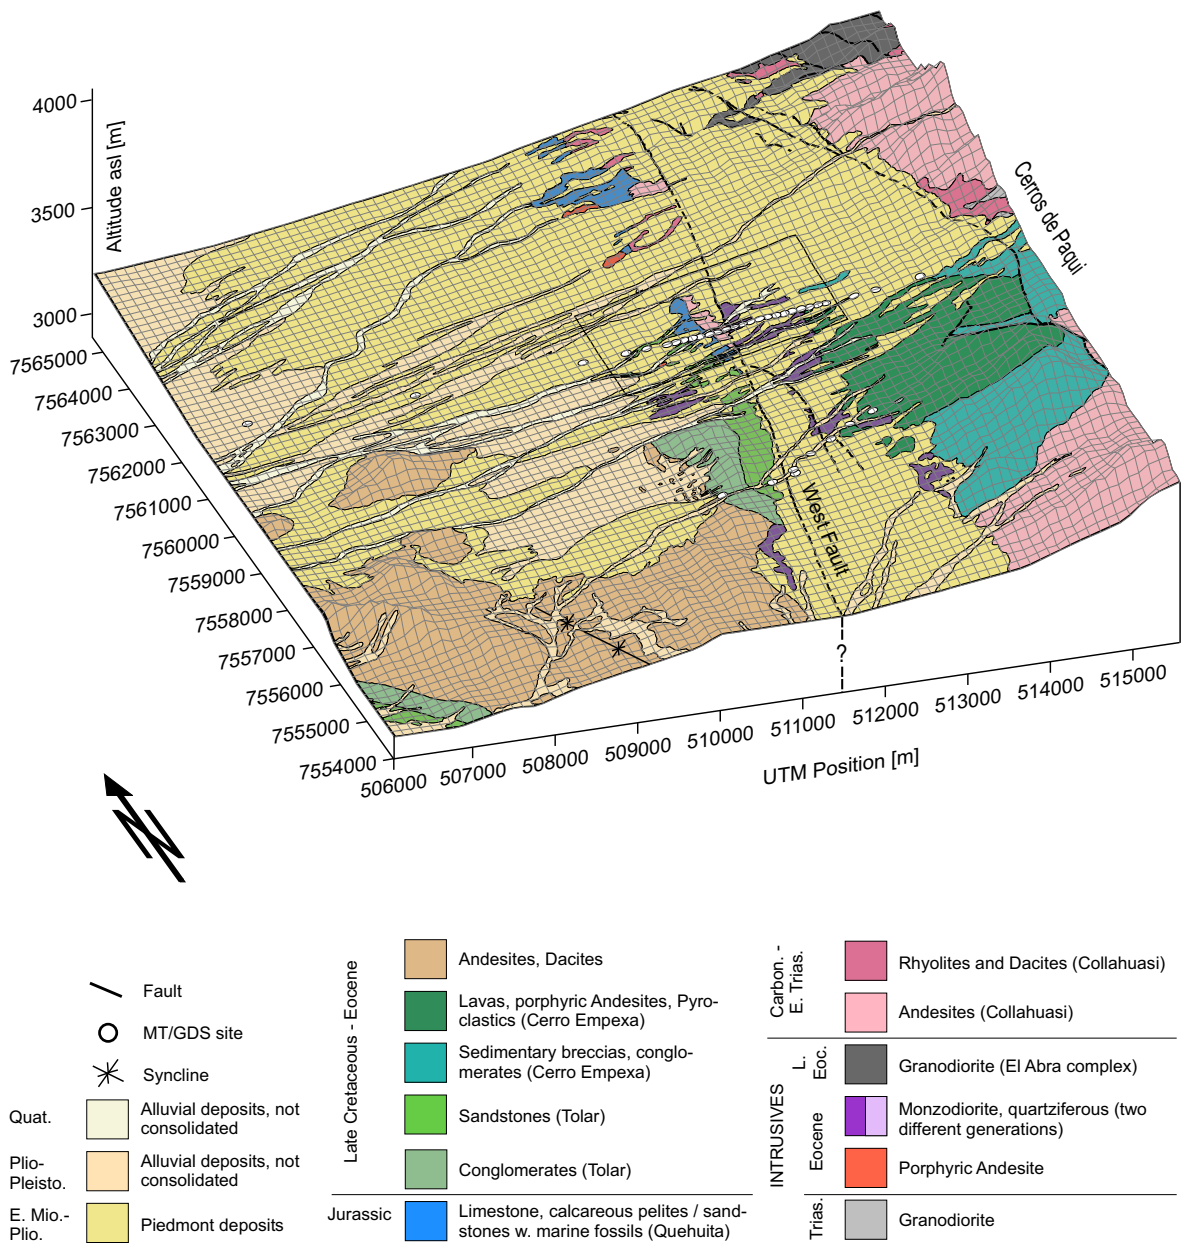 4000
3500
3000
Altitude asl [m]
7565000
7564000
7563000
7562000
7561000
7560000
7559000
7558000
7557000
7556000
7555000
7554000
506000
507000
508000
509000
510000
511000
512000
513000
514000
515000
UTM Position [m]
Cerros de Paqui
West Fault
?
N
Fault
MT/GDS site
Syncline
Quat.
Alluvial deposits, not
consolidated
Plio-
Pleisto.
Alluvial deposits, not
consolidated
E. Mio.-
Plio.
Piedmont deposits
Late Cretaceous - Eocene
Andesites, Dacites
Lavas, porphyric Andesites, Pyro-
clastics (Cerro Empexa)
Sedimentary breccias, conglo-
merates (Cerro Empexa)
Sandstones (Tolar)
Conglomerates (Tolar)
Jurassic
Limestone, calcareous pelites / sand-
stones w. marine fossils (Quehuita)
Carbon. -
E. Trias.
Rhyolites and Dacites (Collahuasi)
Andesites (Collahuasi)
INTRUSIVES
L.
Eoc.
Granodiorite (El Abra complex)
Eocene
Monzodiorite, quartziferous (two
different generations)
Porphyric Andesite
Trias.
Granodiorite